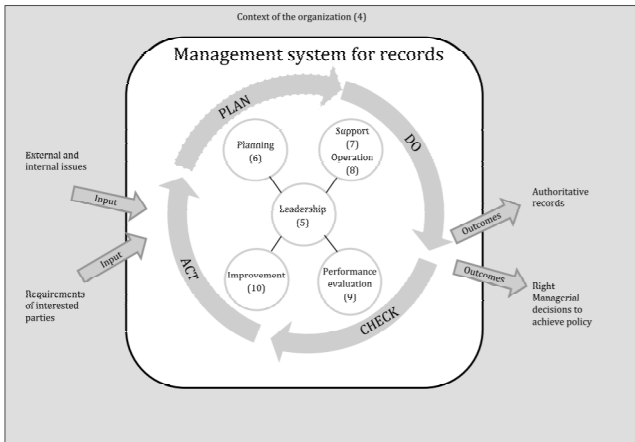 Context of the organization (4)
Management system for records
PLAN
DO
Planning
(6)
Support
(7)
Operation
(8)
External and
internal issues
Input
Leadership
(5)
Authoritative
records
Outcomes
Input
ACT
Improvement
(10)
Performance
evaluation
(9)
Outcomes
Requirements
of interested
parties
CHECK
Right
Managerial
decisions to
achieve policy